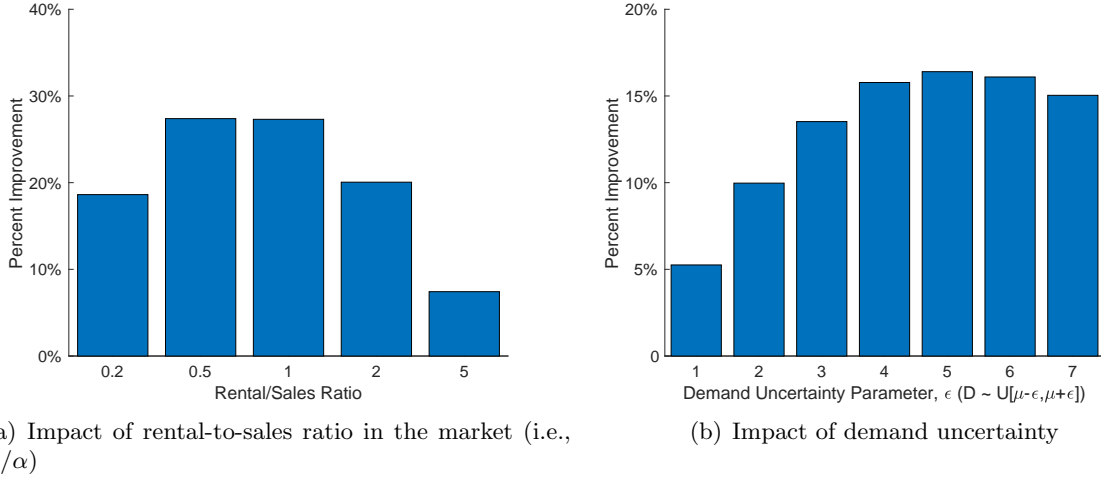 40%
30%
20%
10%
0%
Percent Improvement
0.2 0.5 1 2 5
Rental/Sales Ratio
a) Impact of rental-to-sales ratio in the market (i.e.,
/α)
20%
15%
10%
5%
0
Percent Improvement
1 2 3 4 5 6 7
Demand Uncertainty Parameter, ϵ (D ~ U[μ-ϵ,μ+ϵ])
(b) Impact of demand uncertainty